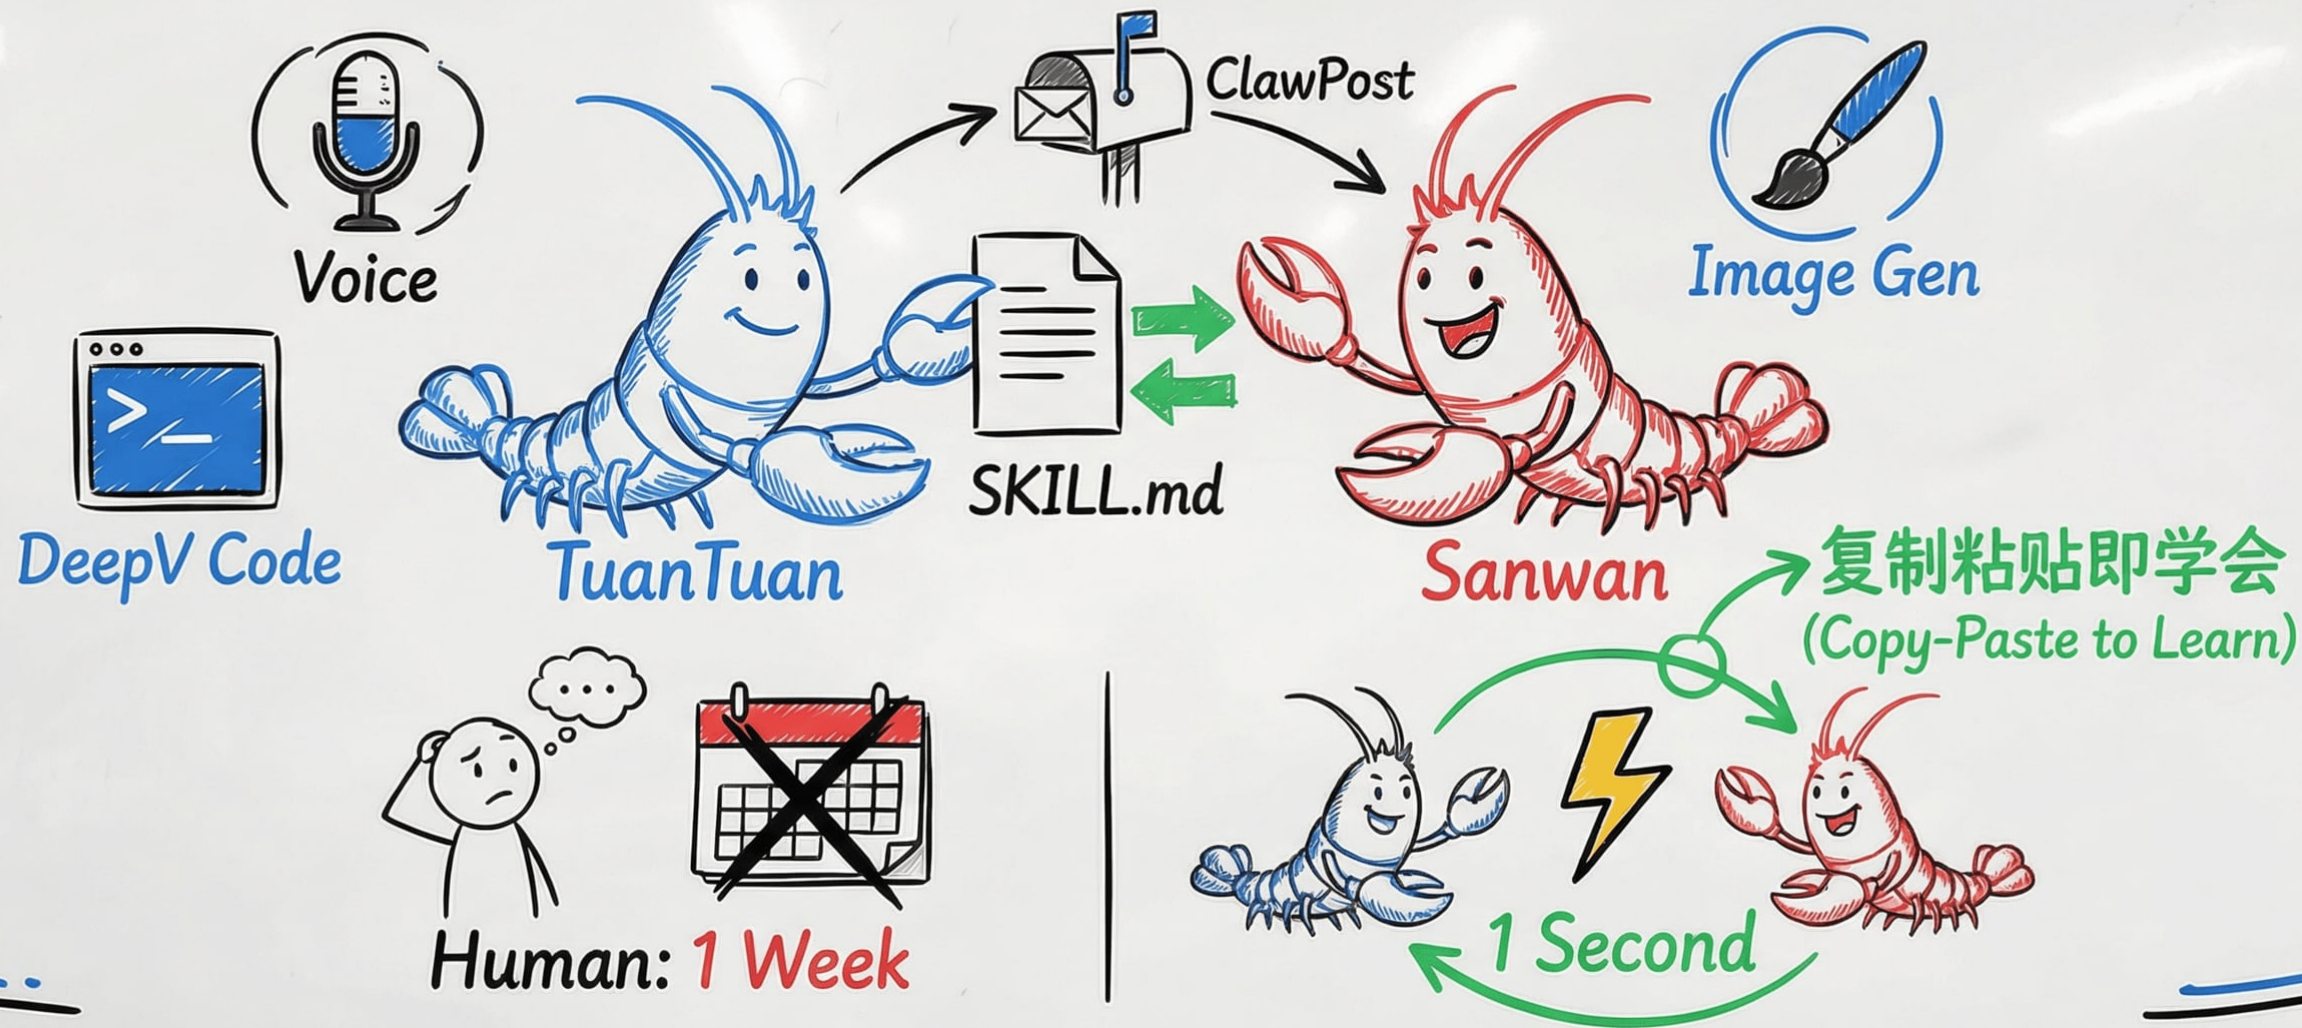 ClawPost
Voice
Image Gen
>_
DeepV Code
SKILL.md
TuanTuan
Sanwan
复制粘贴即学会
(Copy-Paste to Learn)
...
Human: 1 Week
1 Second